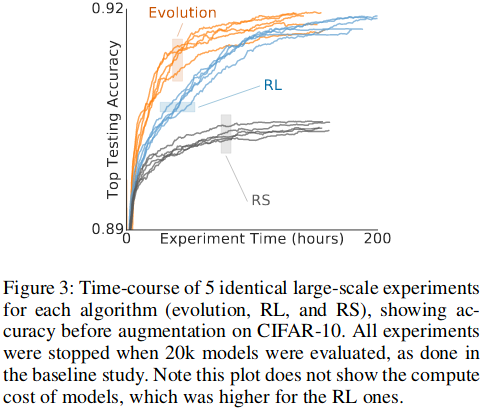 0.92
Evolution
Top Testing Accuracy
RL
RS
0.89
0
Experiment Time (hours)
200
Figure 3: Time-course of 5 identical large-scale experiments
for each algorithm (evolution, RL, and RS), showing ac-
curacy before augmentation on CIFAR-10. All experiments
were stopped when 20k models were evaluated, as done in
the baseline study. Note this plot does not show the compute
cost of models, which was higher for the RL ones.